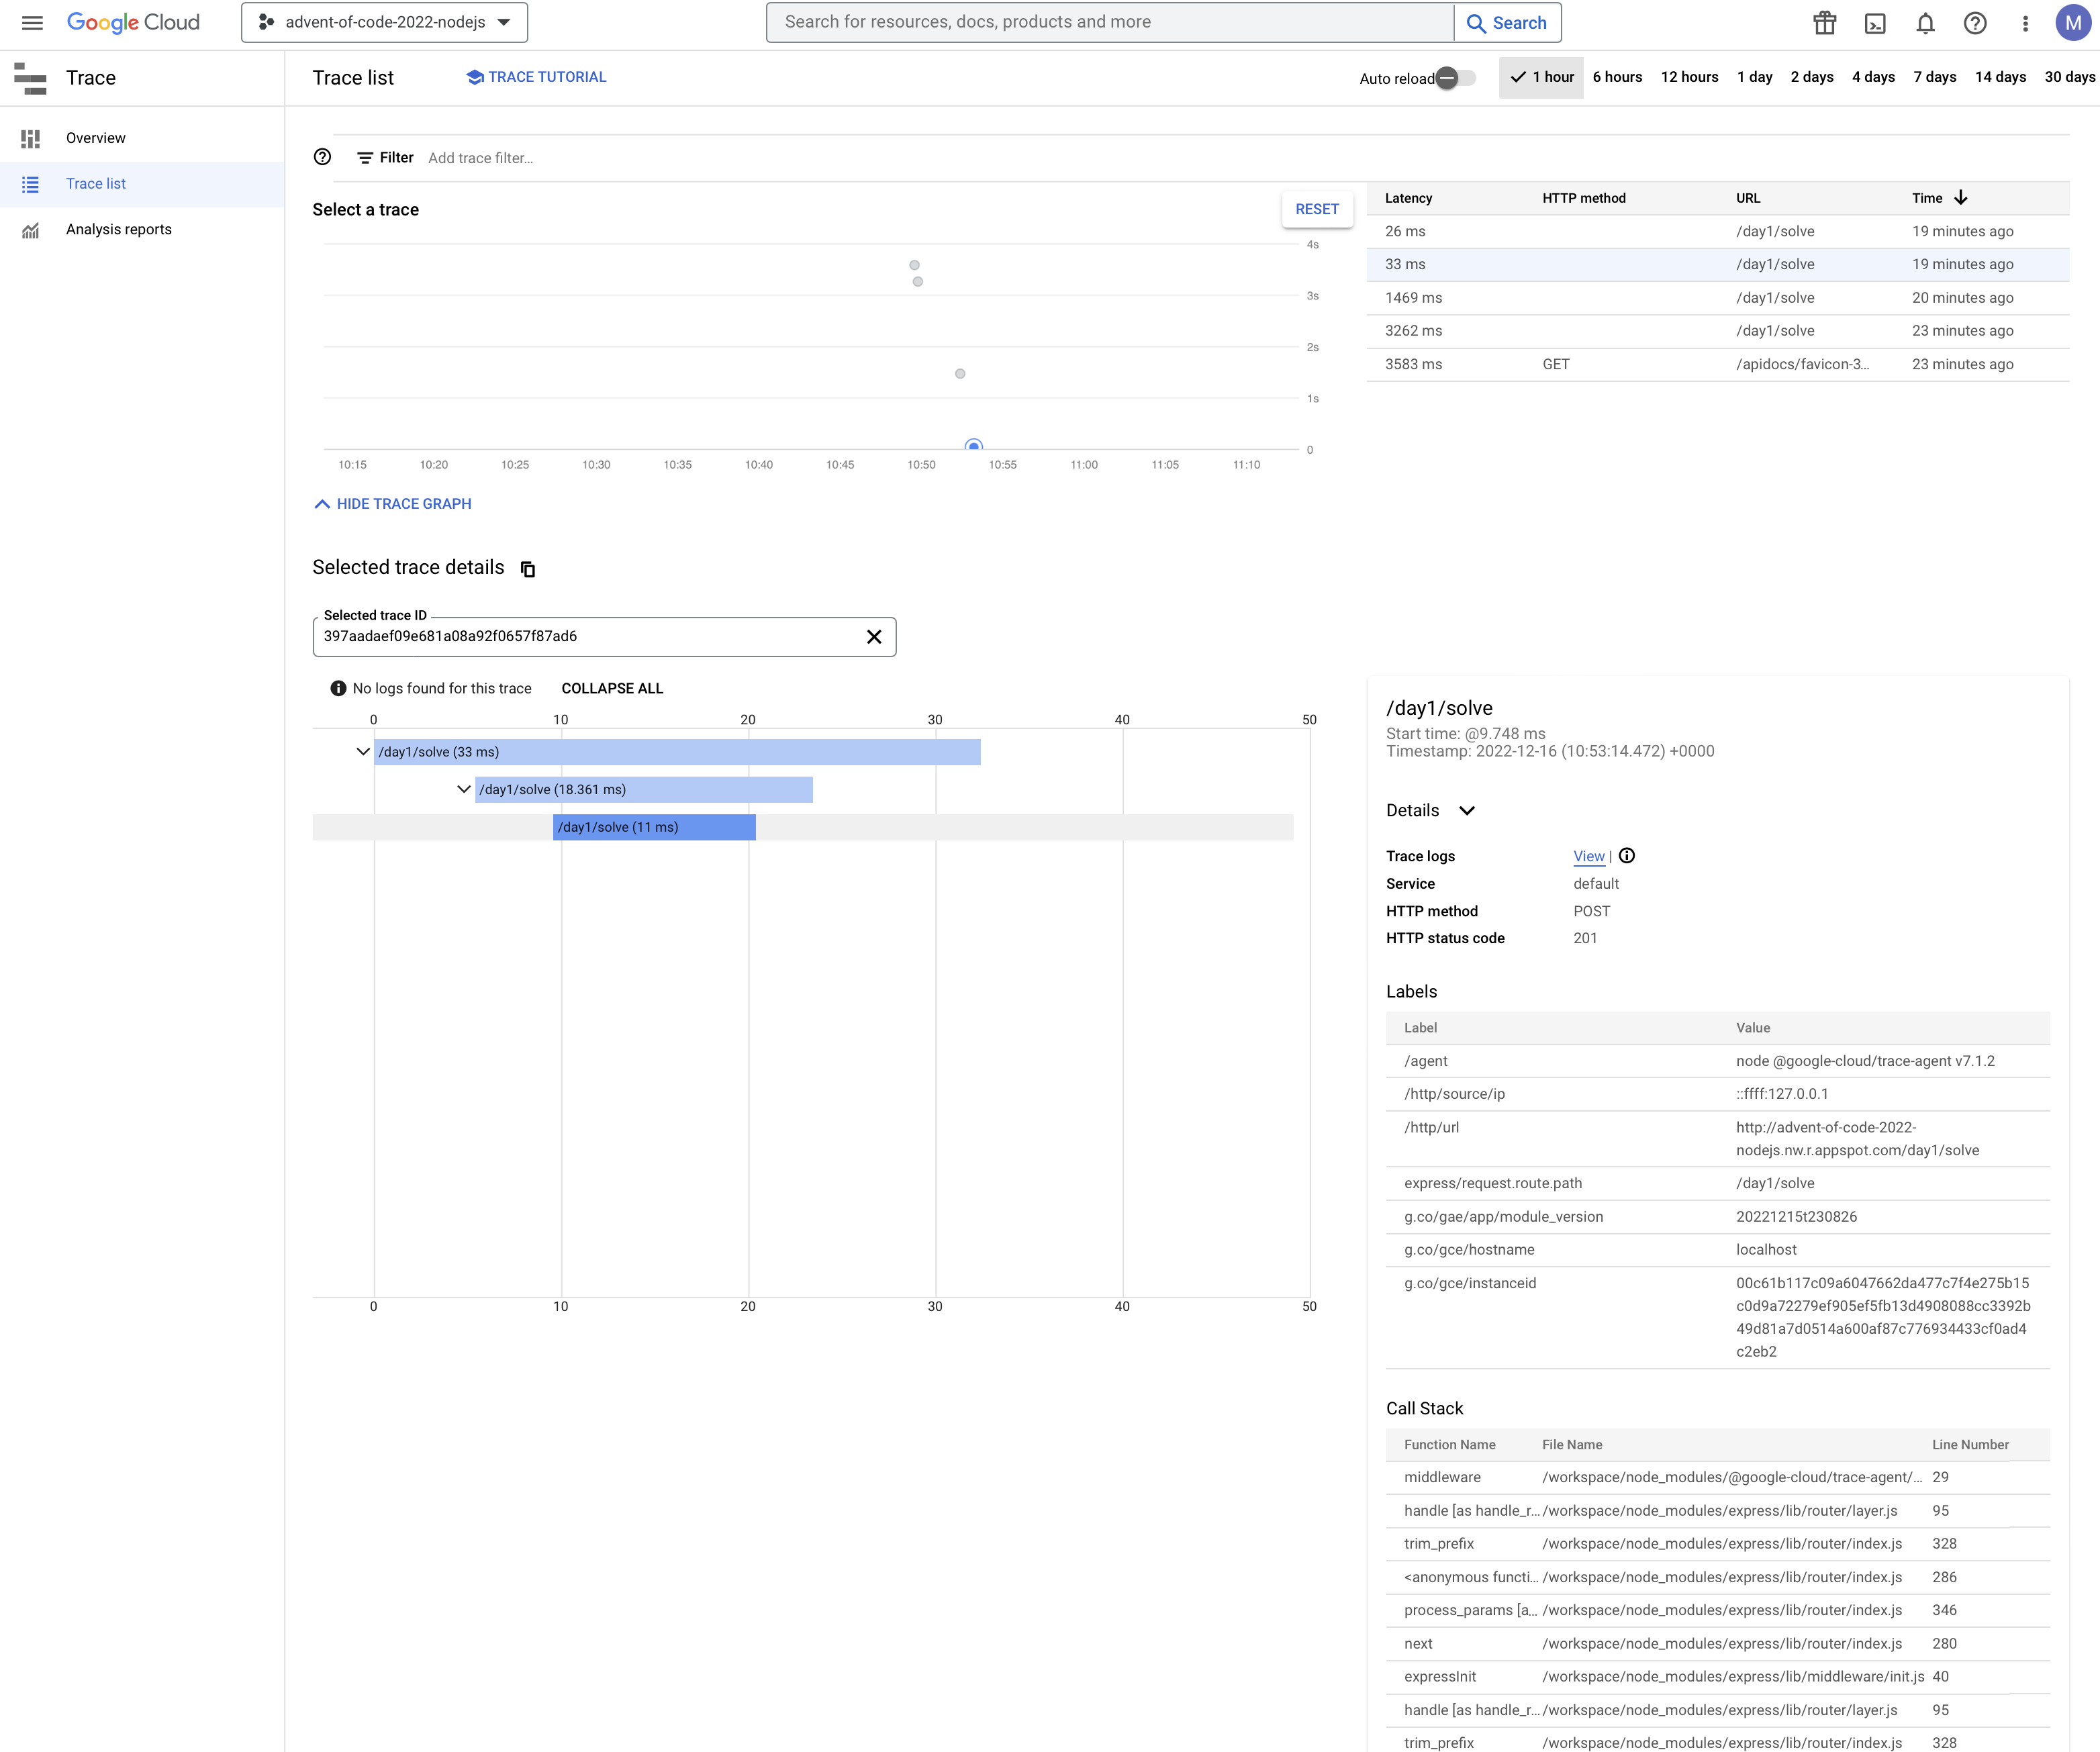 Google Cloud
advent-of-code-2022-nodejs
Search for resources, docs, products and more
Search
M
Trace
Trace list
TRACE TUTORIAL
Auto reload
1 hour 6 hours 12 hours 1 day 2 days 4 days 7 days 14 days 30 days
Overview
Trace list
Analysis reports
Filter Add trace filter...
Select a trace
RESET
4s
3s
2s
1s
0
10:15 10:20 10:25 10:30 10:35 10:40 10:45 10:50 10:55 11:00 11:05 11:10
HIDE TRACE GRAPH
Latency HTTP method URL Time
26 ms /day1/solve 19 minutes ago
33 ms /day1/solve 19 minutes ago
1469 ms /day1/solve 20 minutes ago
3262 ms /day1/solve 23 minutes ago
3583 ms GET /apidocs/favicon-3... 23 minutes ago
Selected trace details
Selected trace ID
397aadaef09e681a08a92f0657f87ad6
No logs found for this trace COLLAPSE ALL
0 10 20 30 40 50
/day1/solve (33 ms)
/day1/solve (18.361 ms)
/day1/solve (11 ms)
0 10 20 30 40 50
/day1/solve
Start time: @9.748 ms
Timestamp: 2022-12-16 (10:53:14.472) +0000
Details
Trace logs View |
Service default
HTTP method POST
HTTP status code 201
Labels
Label Value
/agent node @google-cloud/trace-agent v7.1.2
/http/source/ip ::ffff:127.0.0.1
/http/url http://advent-of-code-2022-
nodejs.nw.r.appspot.com/day1/solve
express/request.route.path /day1/solve
g.co/gae/app/module_version 20221215t230826
g.co/gce/hostname localhost
g.co/gce/instanceid 00c61b117c09a6047662da477c7f4e275b15
c0d9a72279ef905ef5fb13d4908088cc3392b
49d81a7d0514a600af87c776934433cf0ad4
c2eb2
Call Stack
Function Name File Name Line Number
middleware /workspace/node_modules/@google-cloud/trace-agent/... 29
handle [as handle_r... /workspace/node_modules/express/lib/router/layer.js 95
trim_prefix /workspace/node_modules/express/lib/router/index.js 328
<anonymous functi... /workspace/node_modules/express/lib/router/index.js 286
process_params [a... /workspace/node_modules/express/lib/router/index.js 346
next /workspace/node_modules/express/lib/router/index.js 280
expressInit /workspace/node_modules/express/lib/middleware/init.js 40
handle [as handle_r... /workspace/node_modules/express/lib/router/layer.js 95
trim_prefix /workspace/node_modules/express/lib/router/index.js 328